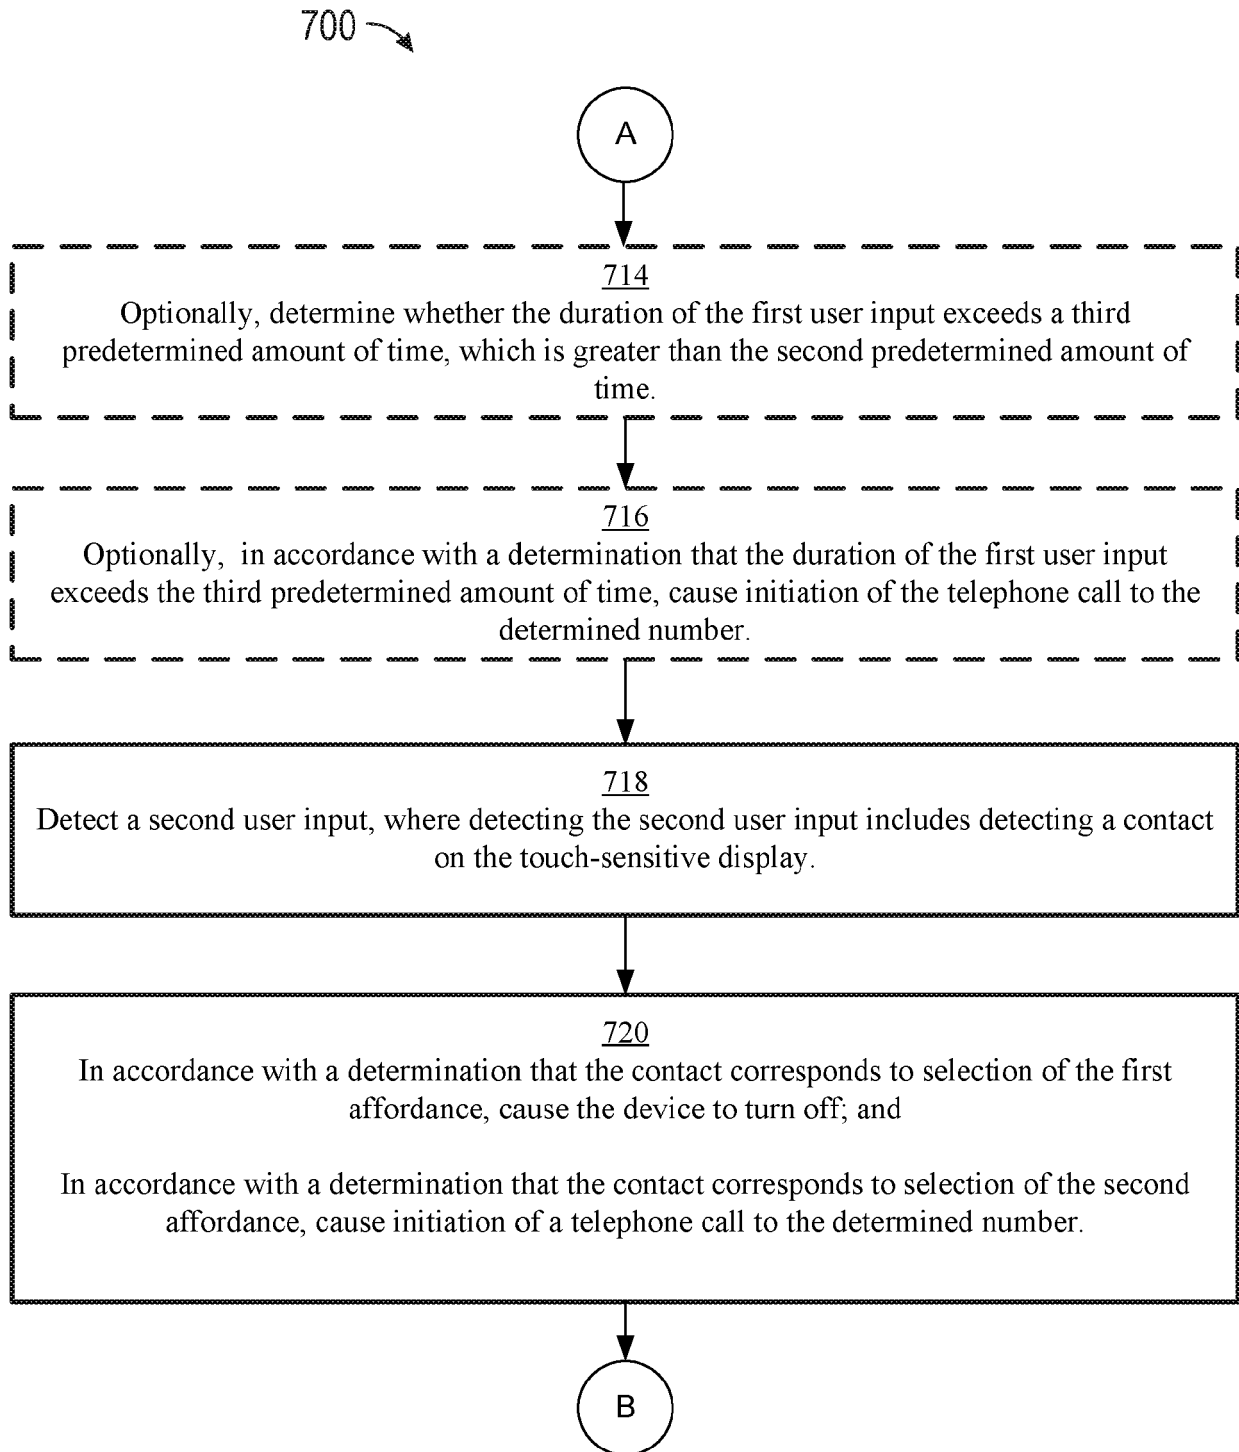 700
A
714
Optionally, determine whether the duration of the first user input exceeds a third
predetermined amount of time, which is greater than the second predetermined amount of
time.
716
Optionally, in accordance with a determination that the duration of the first user input
exceeds the third predetermined amount of time, cause initiation of the telephone call to the
determined number.
718
Detect a second user input, where detecting the second user input includes detecting a contact
on the touch-sensitive display.
720
In accordance with a determination that the contact corresponds to selection of the first
affordance, cause the device to turn off; and
In accordance with a determination that the contact corresponds to selection of the second
affordance, cause initiation of a telephone call to the determined number.
B